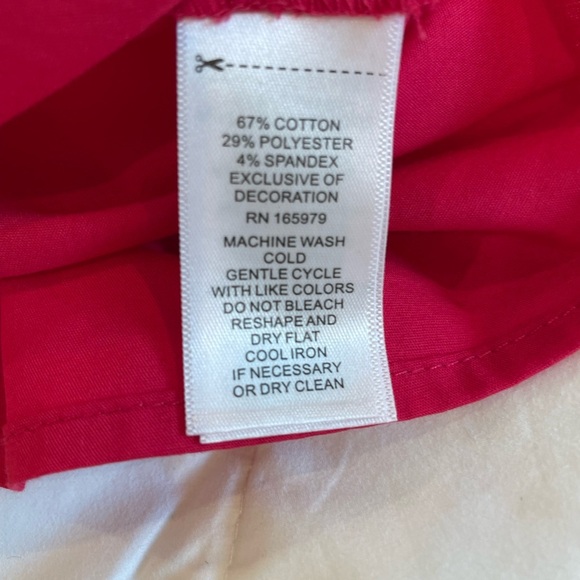 67% COTTON
29% POLYESTER
4% SPANDEX
EXCLUSIVE OF
DECORATION
RN 165979
MACHINE WASH
COLD
GENTLE CYCLE
WITH LIKE COLORS
DO NOT BLEACH
RESHAPE AND
DRY FLAT
COOL IRON
IF NECESSARY
OR DRY CLEAN